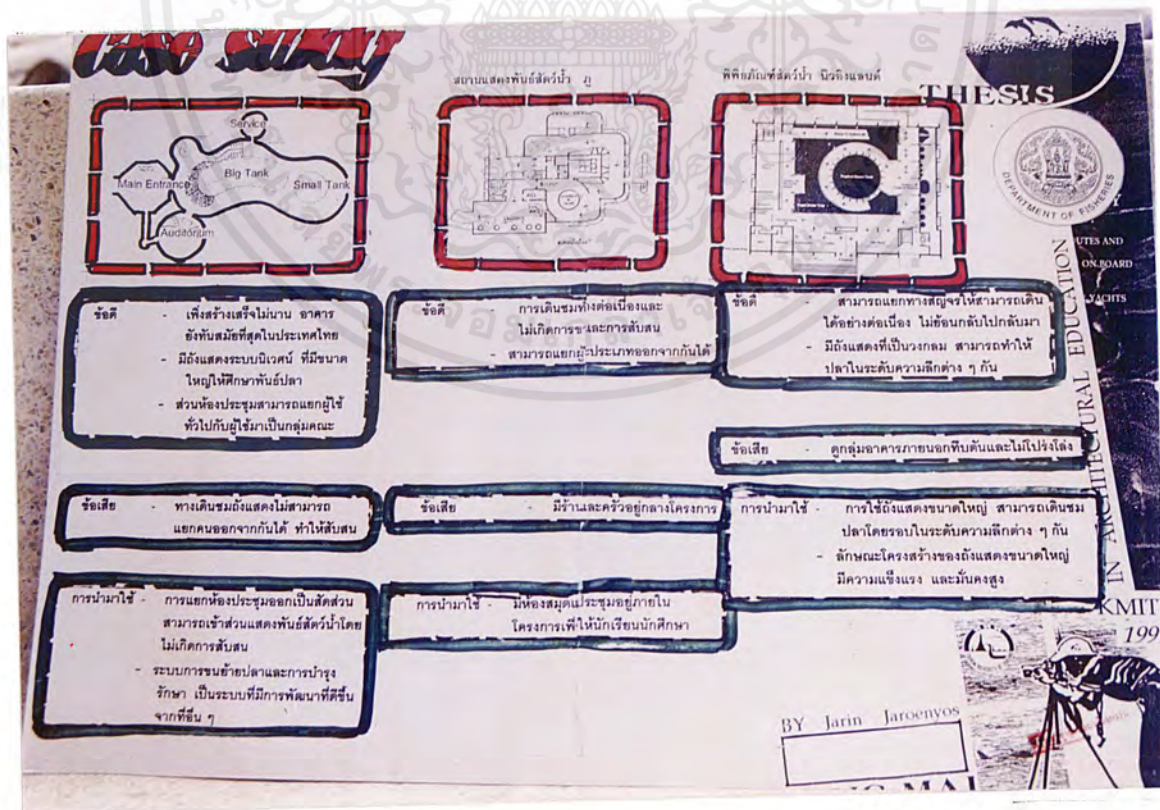 Case Study
สถานแสดงพันธุ์สัตว์น้ำ ภู
พิพิธภัณฑ์สัตว์น้ำ นิวอิงแลนด์
THESIS
Service
Main Entrance
Big Tank
Small Tank
Auditorium
DEPARTMENT OF FISHERIES
UTES AND
ON BOARD
YACHTS
IN ARCHITECTURAL EDUCATION
ข้อดี - เพิ่งสร้างเสร็จไม่นาน อาคาร
ยังทันสมัยที่สุดในประเทศไทย
- มีถังแสดงระบบนิเวศน์ ที่มีขนาด
ใหญ่ให้ศึกษาพันธ์ปลา
- ส่วนห้องประชุมสามารถแยกผู้ใช้
ทั่วไปกับผู้ใช้มาเป็นกลุ่มคณะ
ข้อดี - การเดินชมทางต่อเนื่องและ
ไม่เกิดการและการสับสน
- สามารถแยกประเภทออกจากกันได้
ข้อดี - สามารถแยกทางสัญจรให้สามารถเดิน
ได้อย่างต่อเนื่อง ไม่ย้อนกลับไปกลับมา
- มีถังแสดงที่เป็นวงกลม สามารถทำให้
ปลาในระดับความลึกต่าง ๆ กัน
ข้อเสีย - ดูกลุ่มอาคารภายนอกทึบตันและไม่โปร่งโล่ง
ข้อเสีย - ทางเดินชมถังแสดงไม่สามารถ
แยกคนออกจากกันได้ ทำให้สับสน
ข้อเสีย - มีร้านและครัวอยู่กลางโครงการ
การนำมาใช้ - การใช้ถังแสดงขนาดใหญ่ สามารถเดินชม
ปลาโดยรอบในระดับความลึกต่าง ๆ กัน
- ลักษณะโครงสร้างของถังแสดงขนาดใหญ่
มีความแข็งแรง และมั่นคงสูง
การนำมาใช้ - การแยกห้องประชุมออกเป็นสัดส่วน
สามารถเข้าส่วนแสดงพันธ์สัตว์น้ำโดย
ไม่เกิดการสับสน
- ระบบการขนย้ายปลาและการบำรุง
รักษา เป็นระบบที่มีการพัฒนาที่ดีขึ้น
จากที่อื่น ๆ
การนำมาใช้ - มีห้องสมุดประชุมอยู่ภายใน
โครงการเพื่ให้นักเรียนนักศึกษา
KMIT
199
BY Jarin Jaroenyos